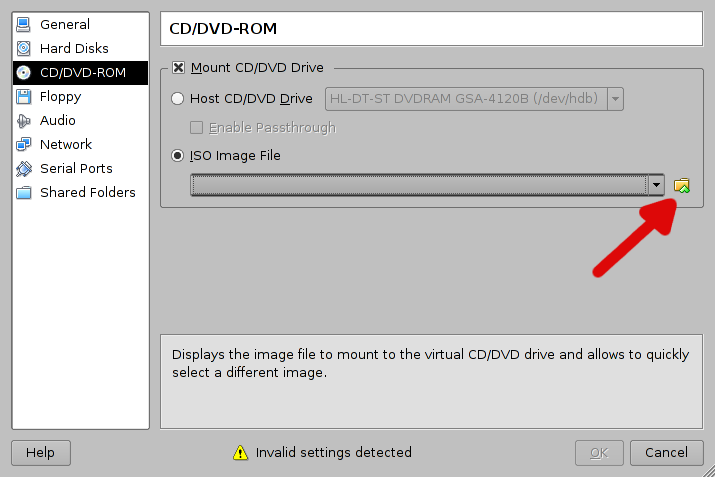 General
Hard Disks
CD/DVD-ROM
Floppy
Audio
Network
Serial Ports
Shared Folders
CD/DVD-ROM
Mount CD/DVD Drive
Host CD/DVD Drive HL-DT-ST DVDRAM GSA-4120B (/dev/hdb)
Enable Passthrough
ISO Image File
Displays the image file to mount to the virtual CD/DVD drive and allows to quickly
select a different image.
Help Invalid settings detected OK Cancel